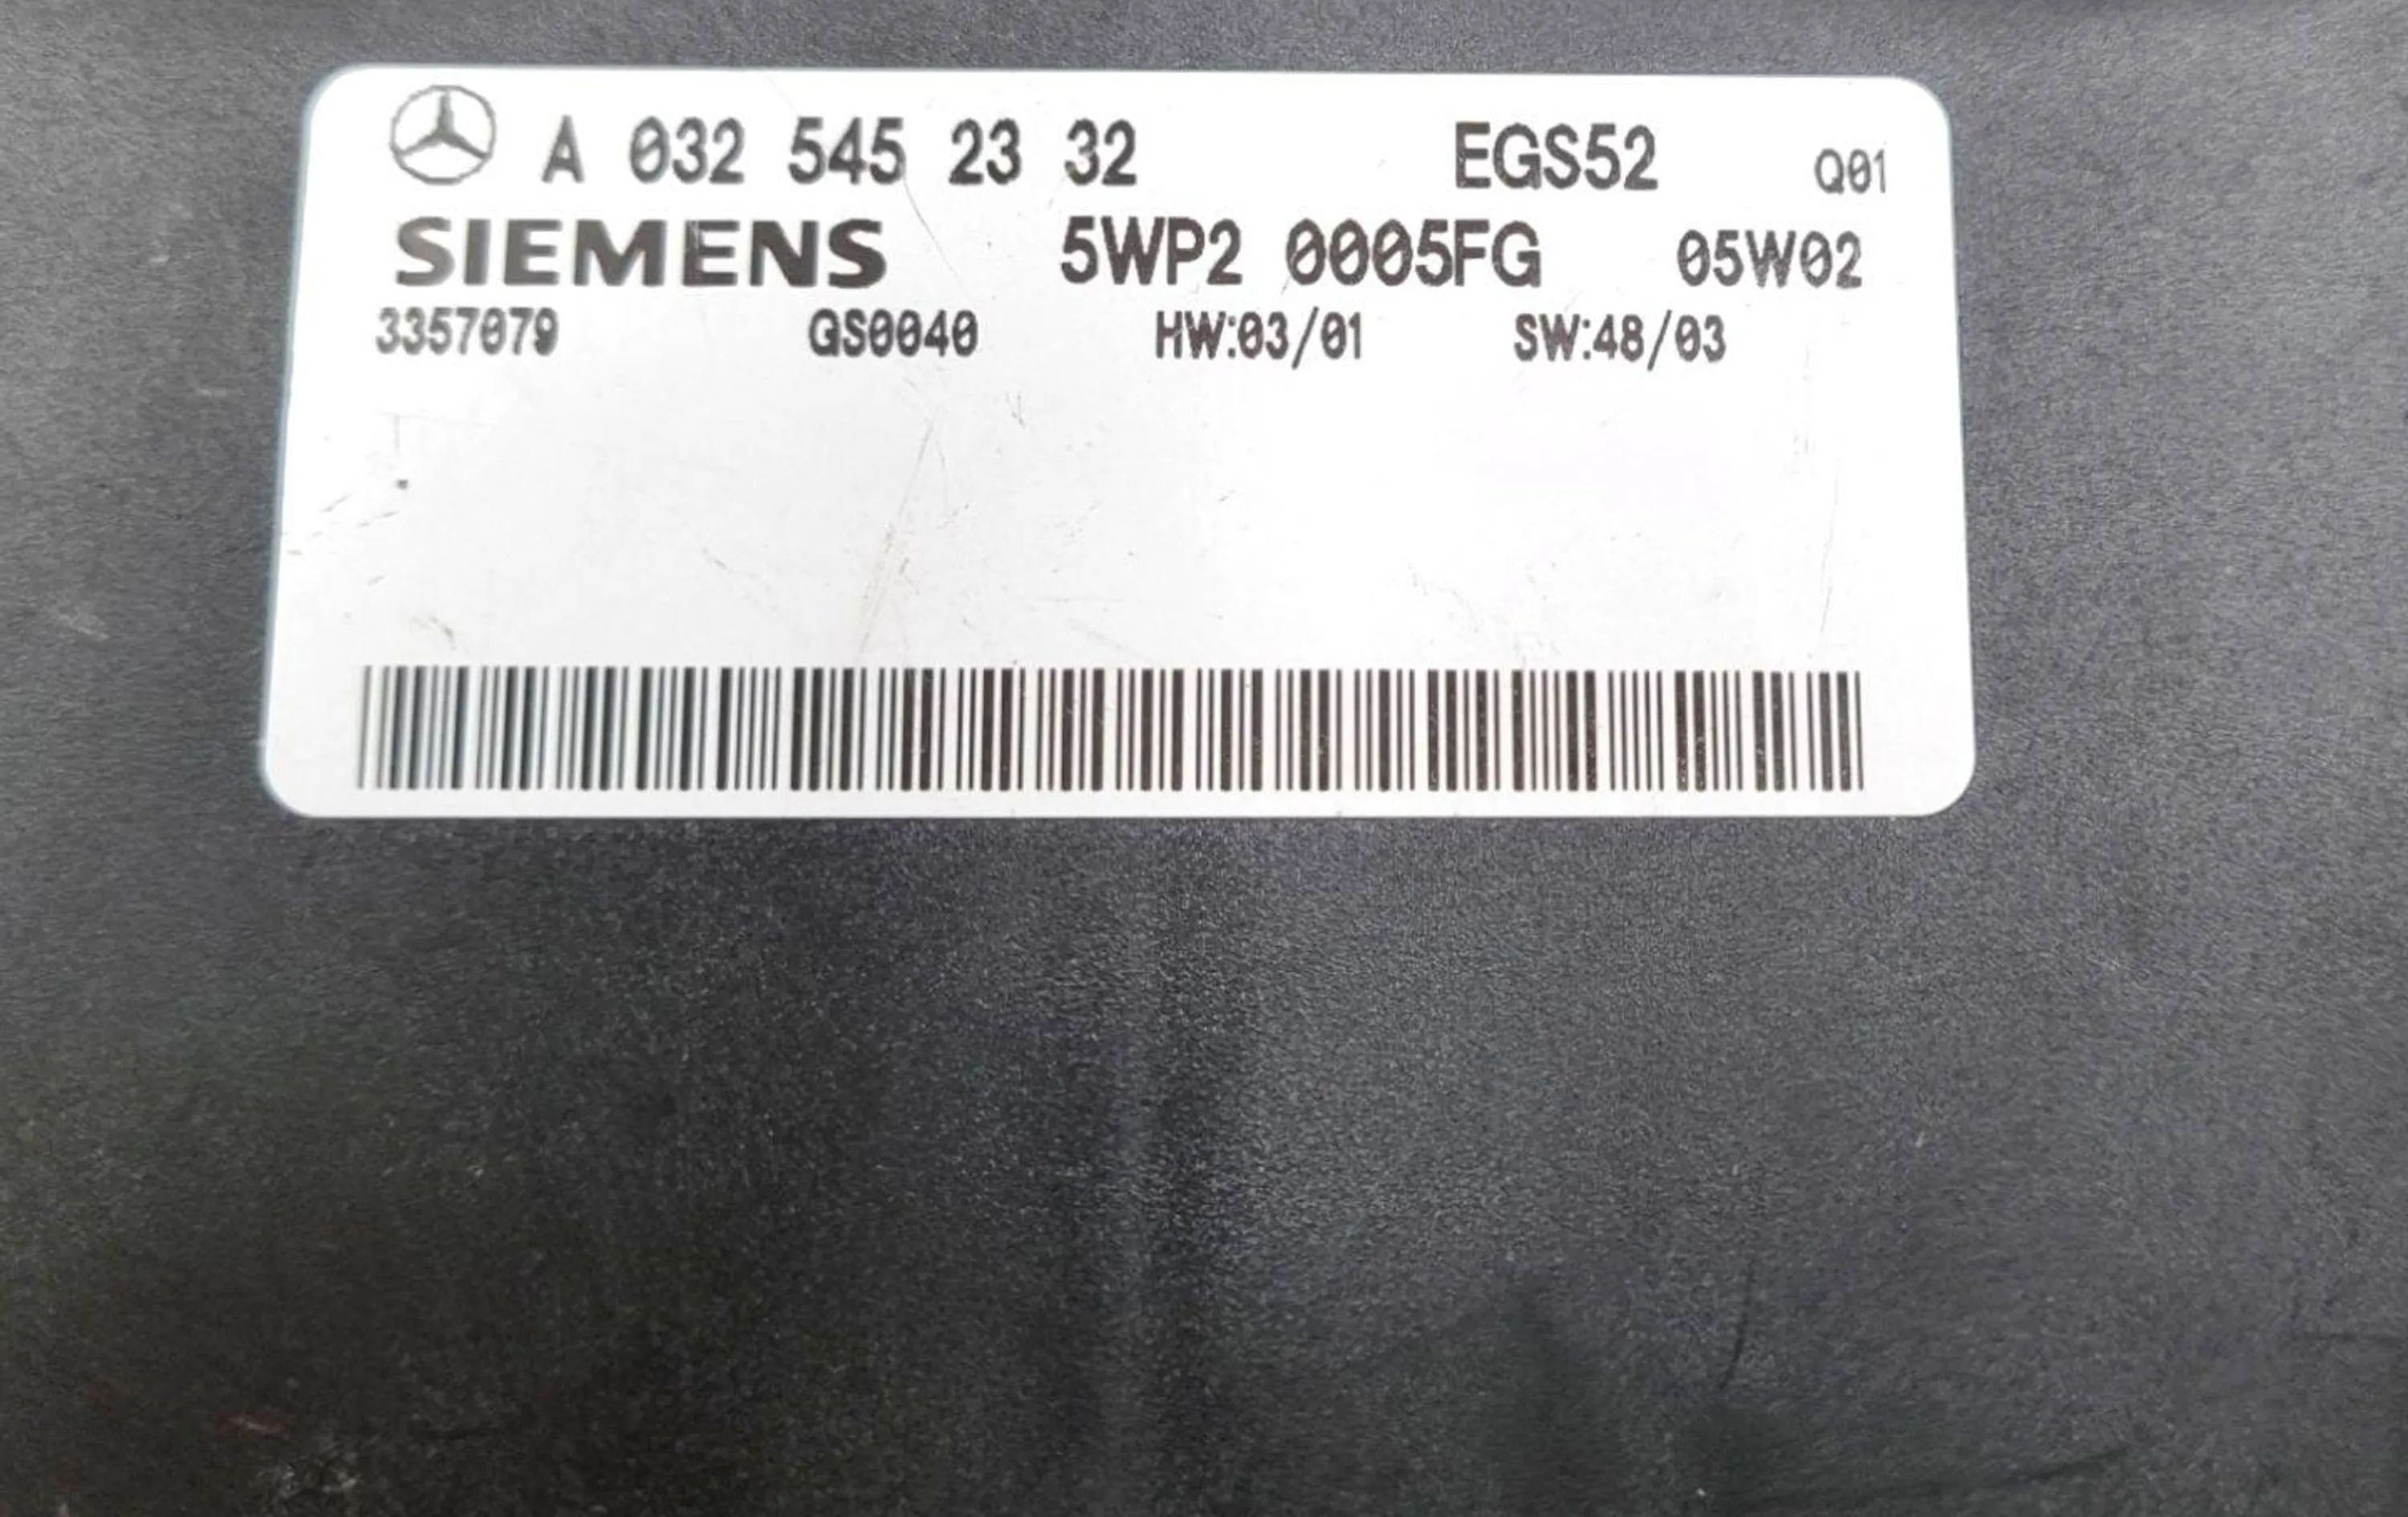 A 032 545 23 32 EGS52 Q01
SIEMENS 5WP2 0005FG 05W02
3357079 GS0040 HW:03/01 SW:48/03